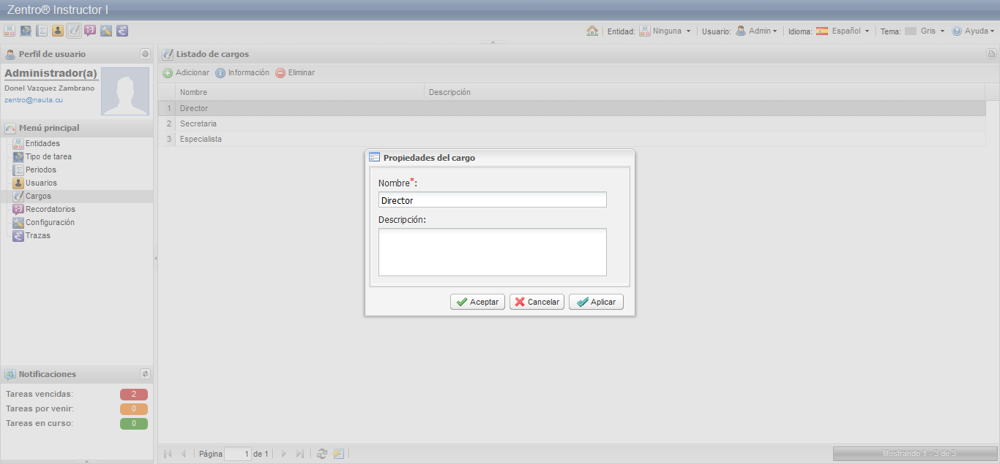 Zentro® Instructor I
Entidad: Ninguna Usuario: Admin Idioma: Español Tema: Gris Ayuda
Perfil de usuario
Administrador(a)
Donel Vazquez Zambrano
zentro@nauta.cu
Menú principal
Entidades
Tipo de tarea
Periodos
Usuarios
Cargos
Recordatorios
Configuración
Trazas
Notificaciones
Tareas vencidas: 2
Tareas por venir: 0
Tareas en curso: 0
Listado de cargos
Adicionar Información Eliminar
Nombre Descripción
1 Director
2 Secretaria
3 Especialista
Propiedades del cargo
Nombre*:
Director
Descripción:
Aceptar Cancelar Aplicar
Página 1 de 1
Mostrando 1 - 3 de 3